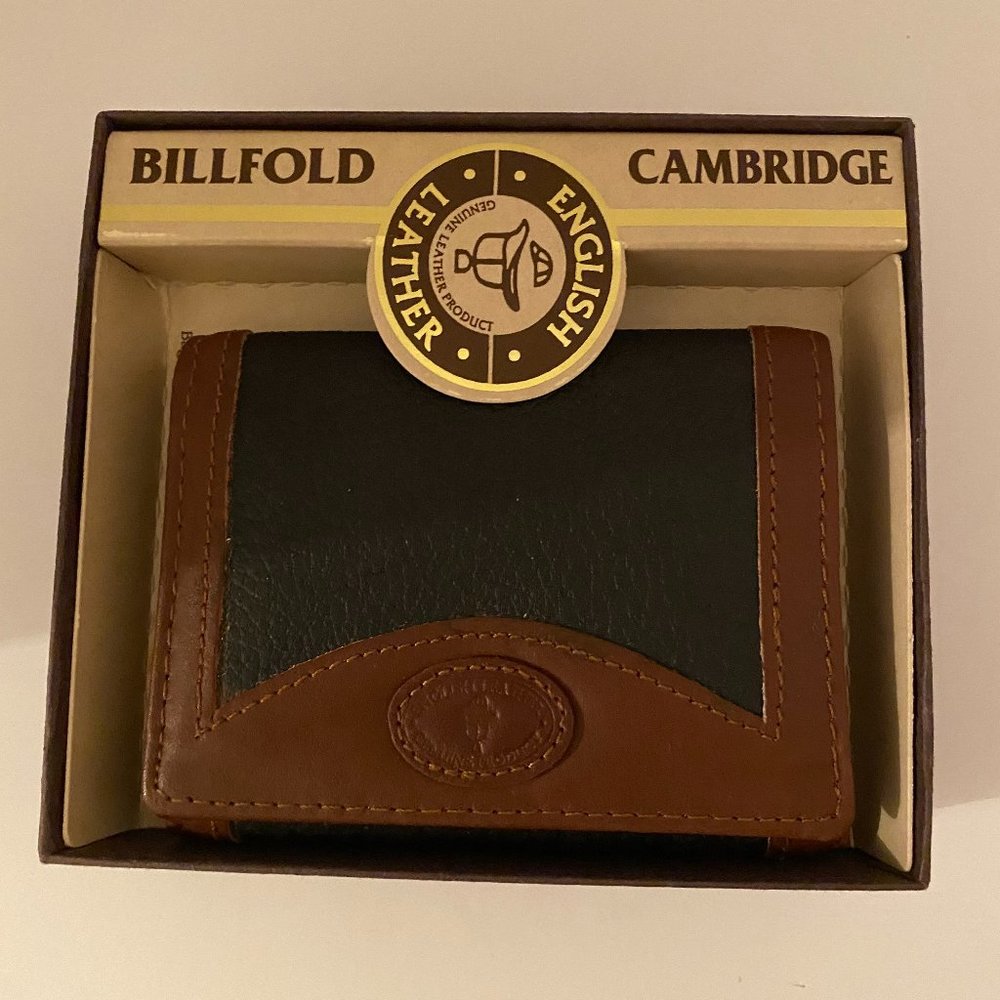 BILLFOLD
CAMBRIDGE
ENGLISH
LEATHER
GENUINE LEATHER PRODUCT